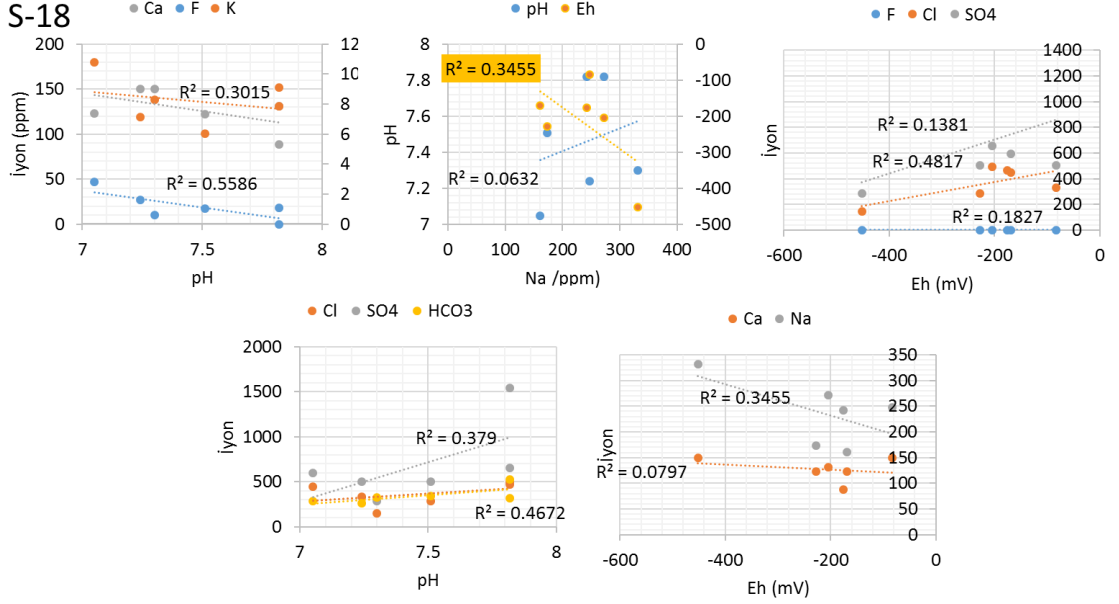 S-18
Ca F K
200
150
100
50
0
12
10
8
6
4
2
0
R² = 0.3015
R² = 0.5586
7 7.5 8
pH
İyon (ppm)
pH Eh
8
7.8
7.6
7.4
7.2
7
0
-100
-200
-300
-400
-500
R² = 0.3455
R² = 0.0632
0 100 200 300 400
Na /ppm)
pH
F Cl SO4
1400
1200
1000
800
600
400
200
0
R² = 0.1381
R² = 0.4817
R² = 0.1827
-600 -400 -200 0
Eh (mV)
İyon
Cl SO4 HCO3
2000
1500
1000
500
0
R² = 0.379
R² = 0.4672
7 7.5 8
pH
İyon
Ca Na
350
300
250
200
150
100
50
0
R² = 0.3455
R² = 0.0797
-600 -400 -200 0
Eh (mV)
İyon